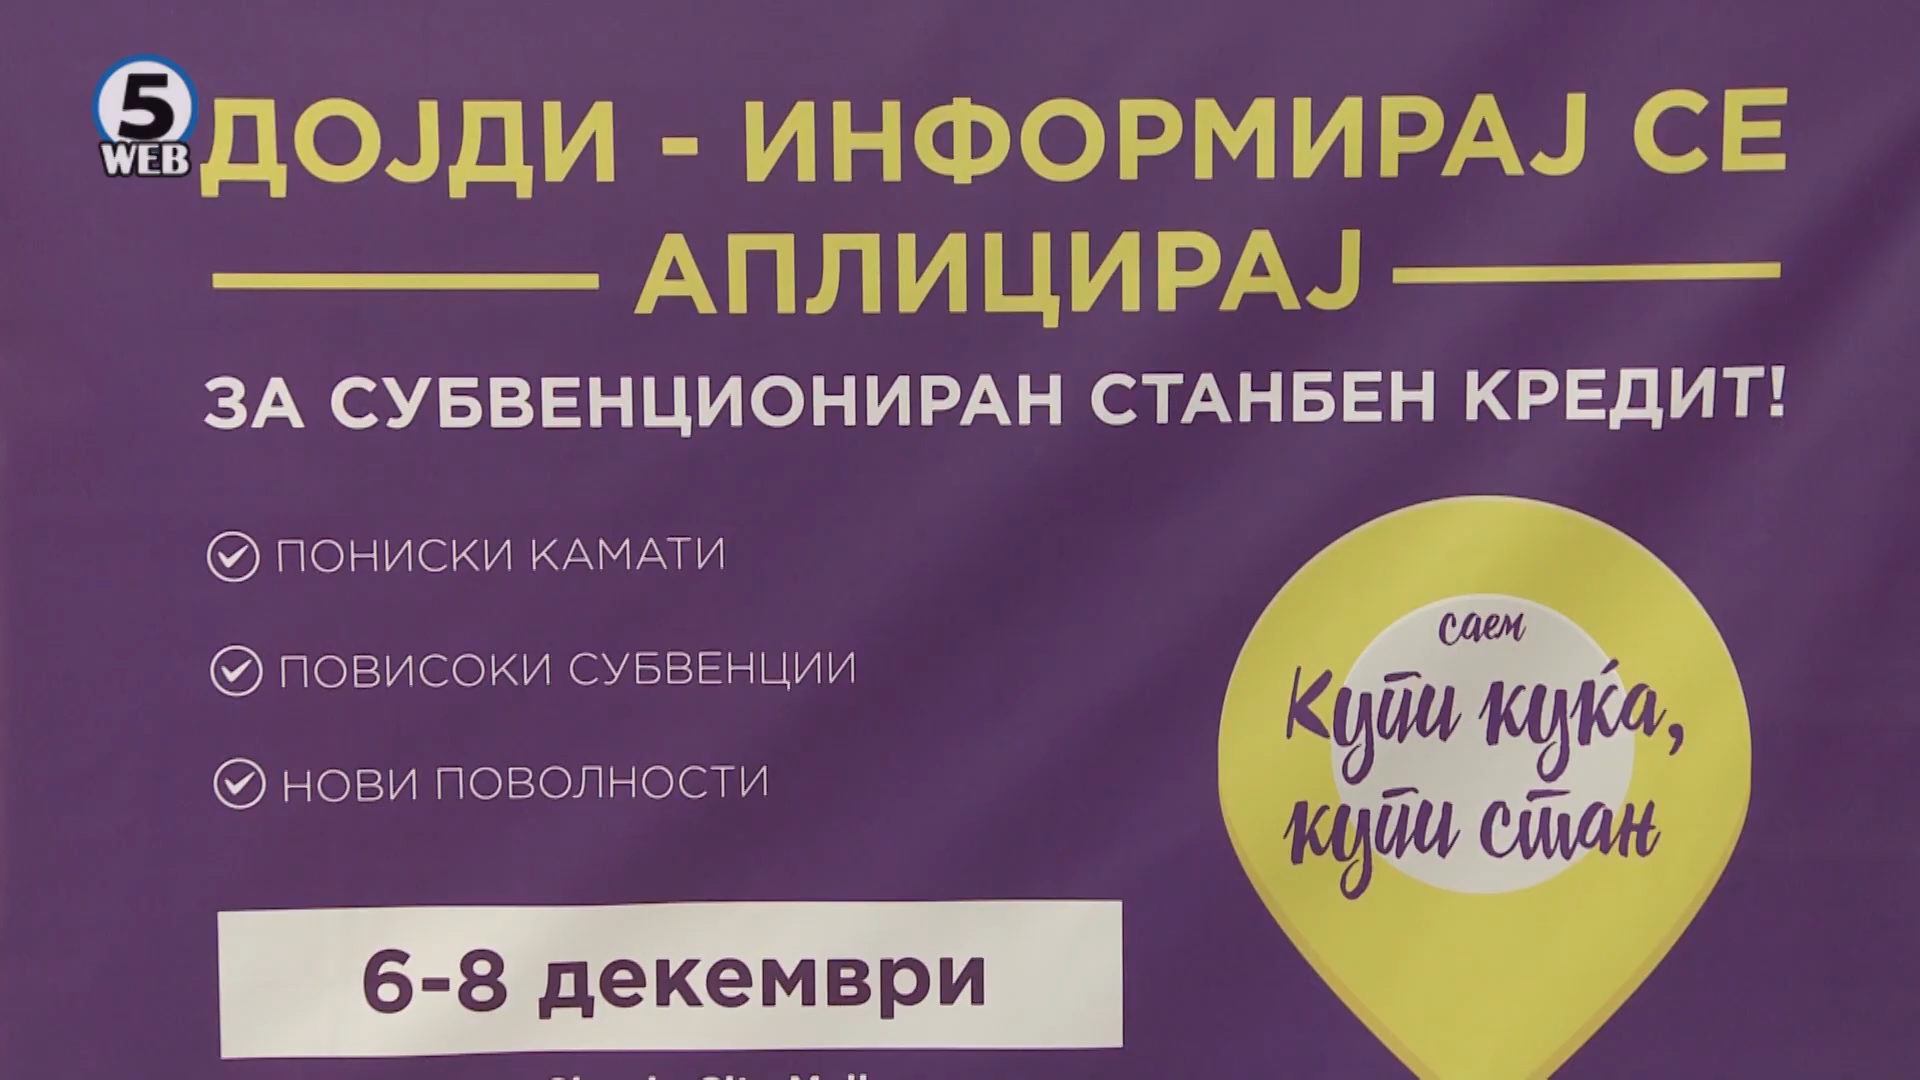 5
WEB
ДОЈДИ - ИНФОРМИРАЈ СЕ
АПЛИЦИРАЈ
ЗА СУБВЕНЦИОНИРАН СТАНБЕН КРЕДИТ!
ПОНИСКИ КАМАТИ
ПОВИСОКИ СУБВЕНЦИИ
НОВИ ПОВОЛНОСТИ
саем
Купи куќа,
купи стан
6-8 декември